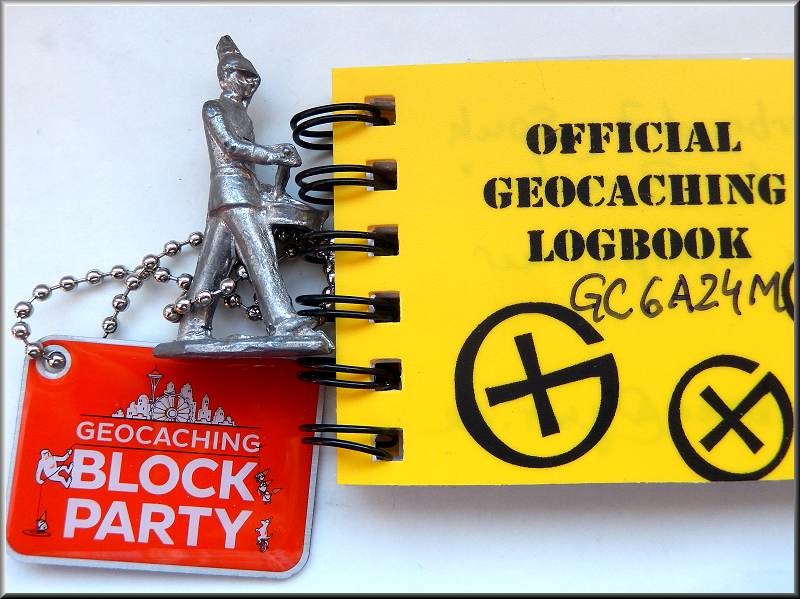 OFFICIAL
GEOCACHING
LOGBOOK
GC6A24M
GEOCACHING
BLOCK
PARTY